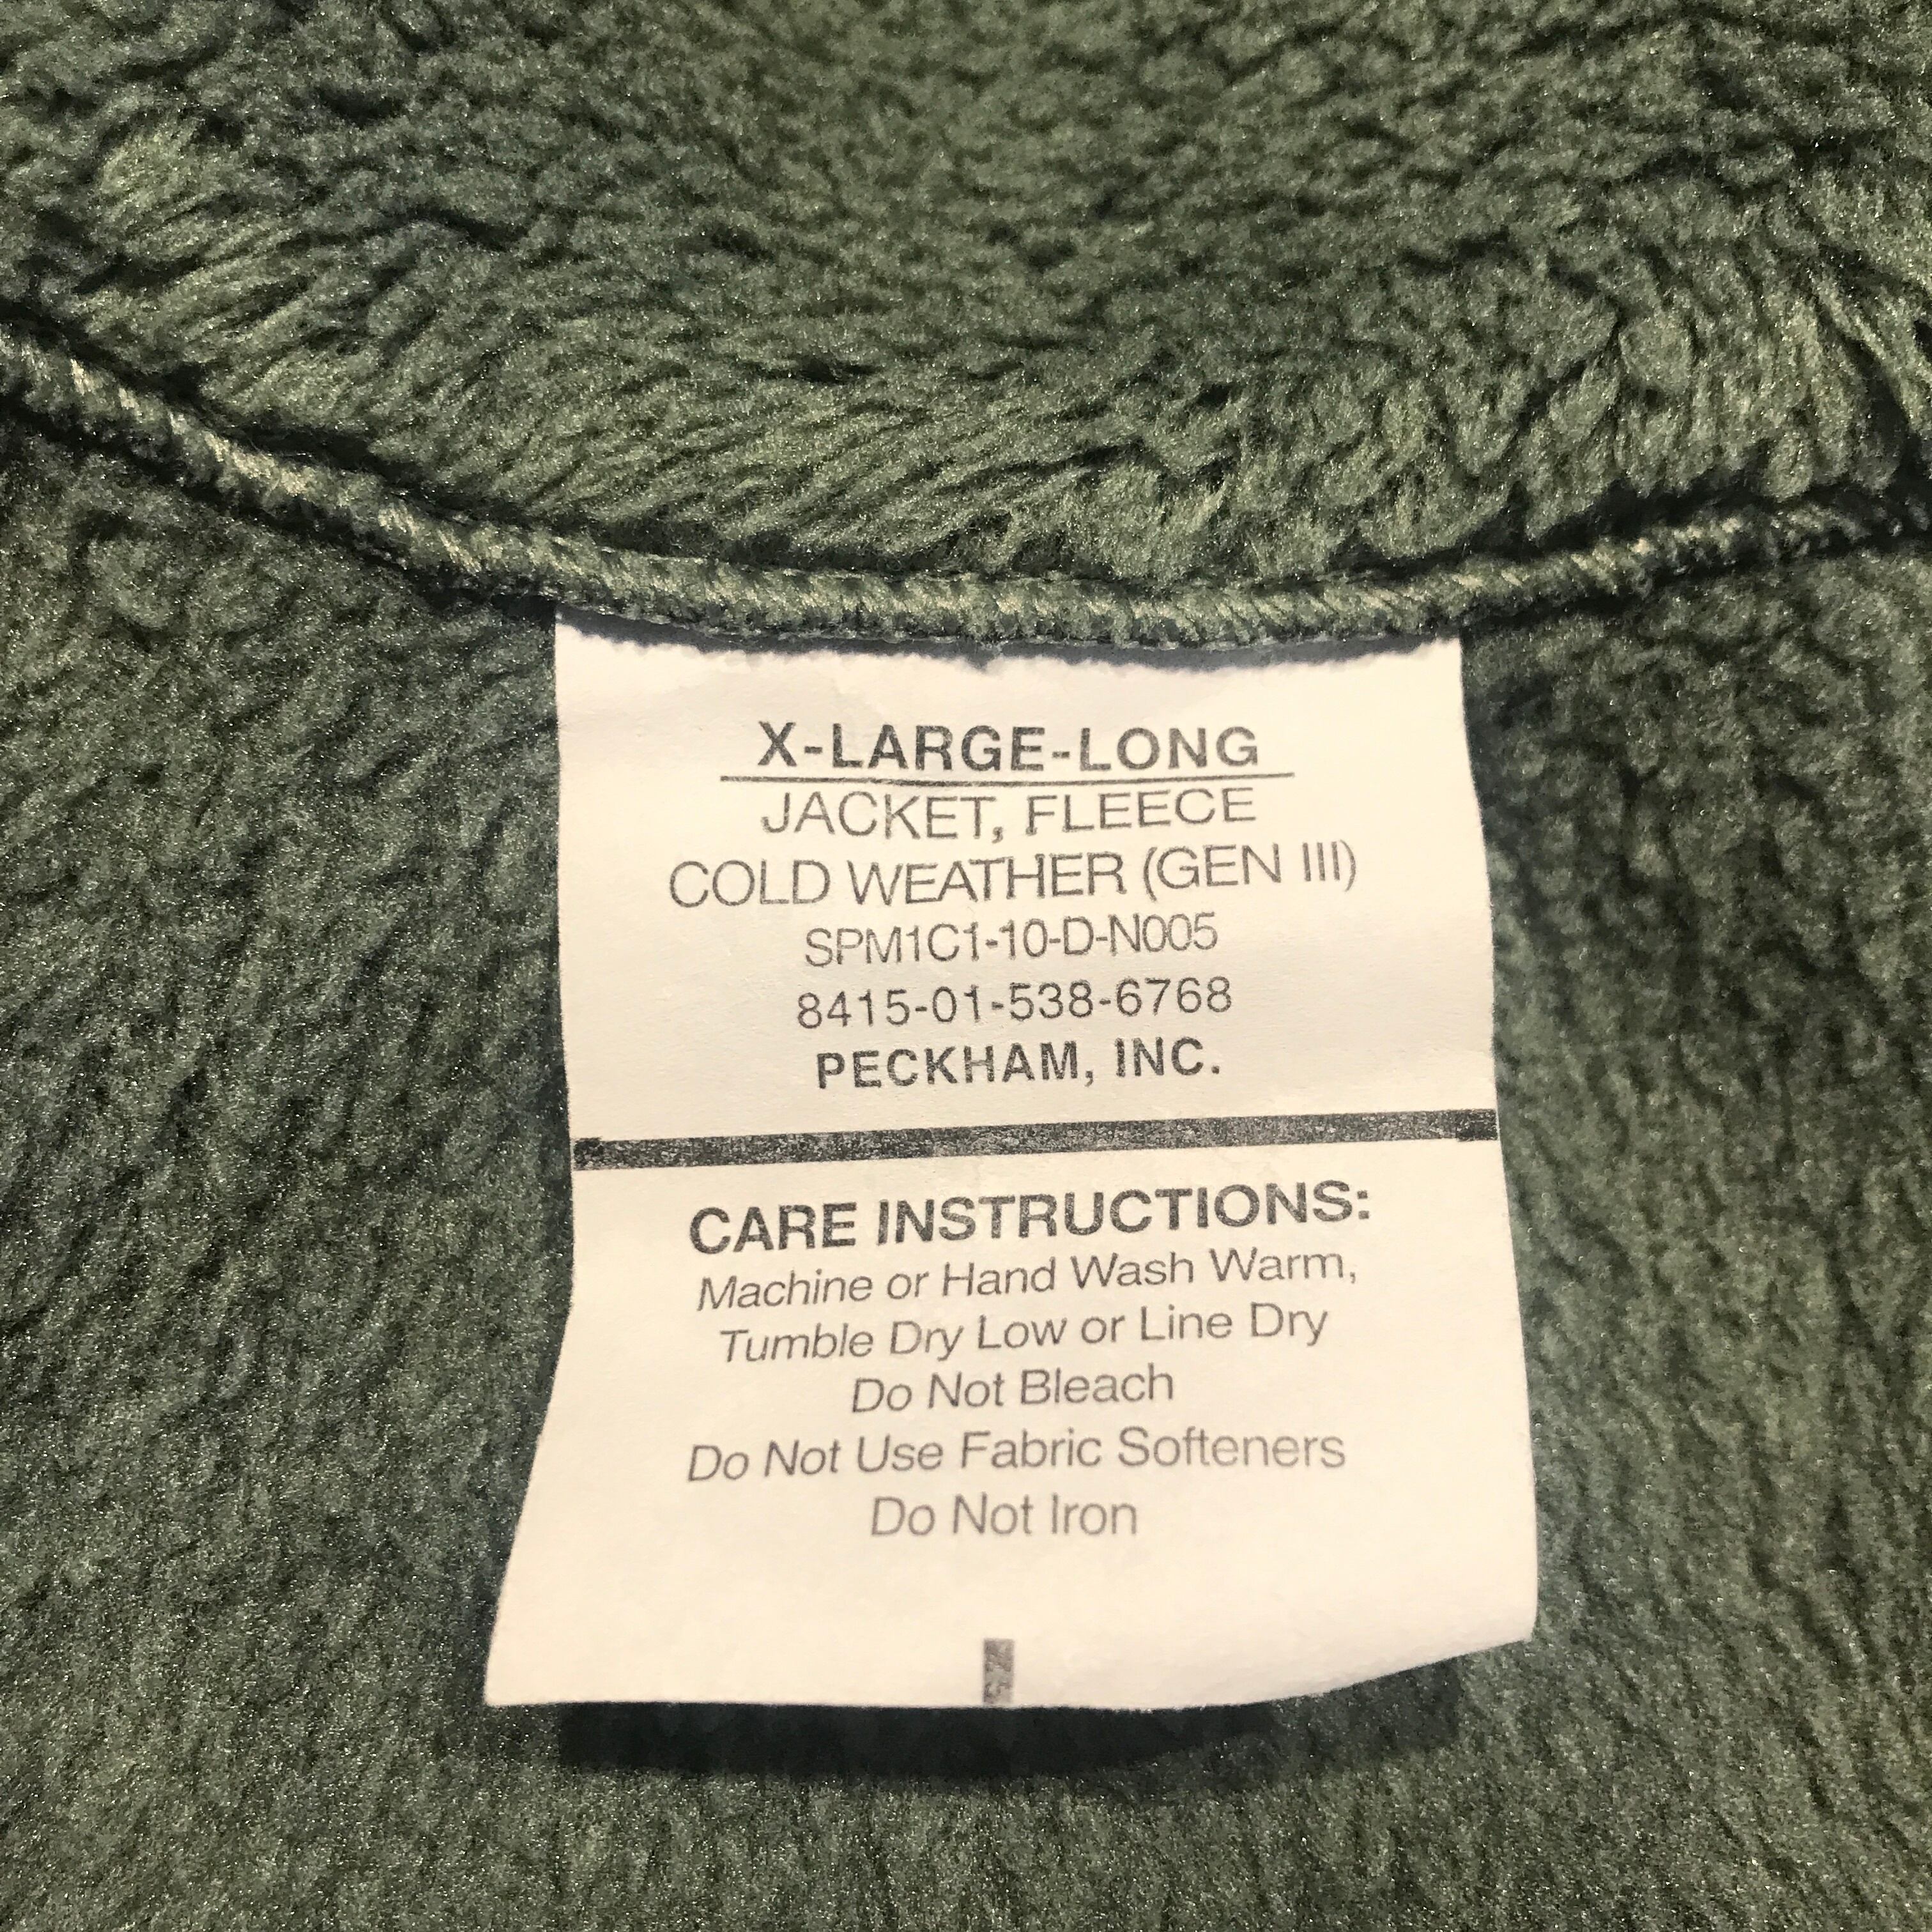 X-LARGE-LONG
JACKET, FLEECE
COLD WEATHER (GEN III)
SPM1C1-10-D-N005
8415-01-538-6768
PECKHAM, INC.
CARE INSTRUCTIONS:
Machine or Hand Wash Warm,
Tumble Dry Low or Line Dry
Do Not Bleach
Do Not Use Fabric Softeners
Do Not Iron